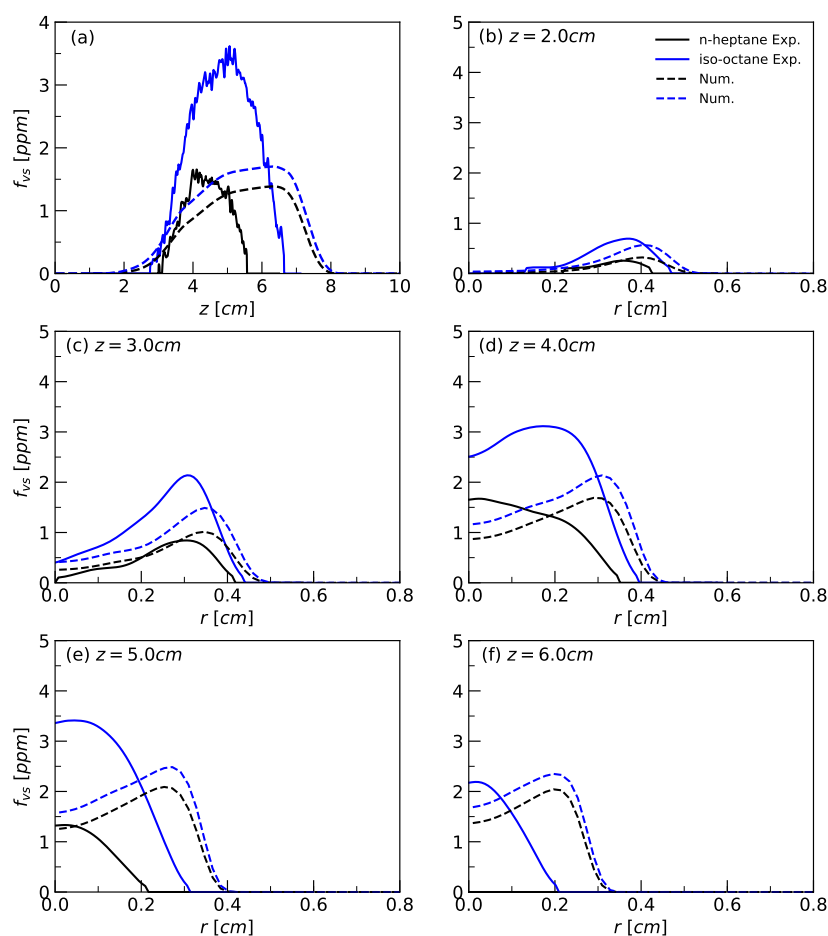 (a)
f_vs [ppm]
4
3
2
1
0
0 2 4 6 8 10
z [cm]
(b) z = 2.0cm
n-heptane Exp.
iso-octane Exp.
Num.
Num.
5
4
3
2
1
0
0.0 0.2 0.4 0.6 0.8
r [cm]
(c) z = 3.0cm
f_vs [ppm]
5
4
3
2
1
0
0.0 0.2 0.4 0.6 0.8
r [cm]
(d) z = 4.0cm
5
4
3
2
1
0
0.0 0.2 0.4 0.6 0.8
r [cm]
(e) z = 5.0cm
f_vs [ppm]
5
4
3
2
1
0
0.0 0.2 0.4 0.6 0.8
r [cm]
(f) z = 6.0cm
5
4
3
2
1
0
0.0 0.2 0.4 0.6 0.8
r [cm]